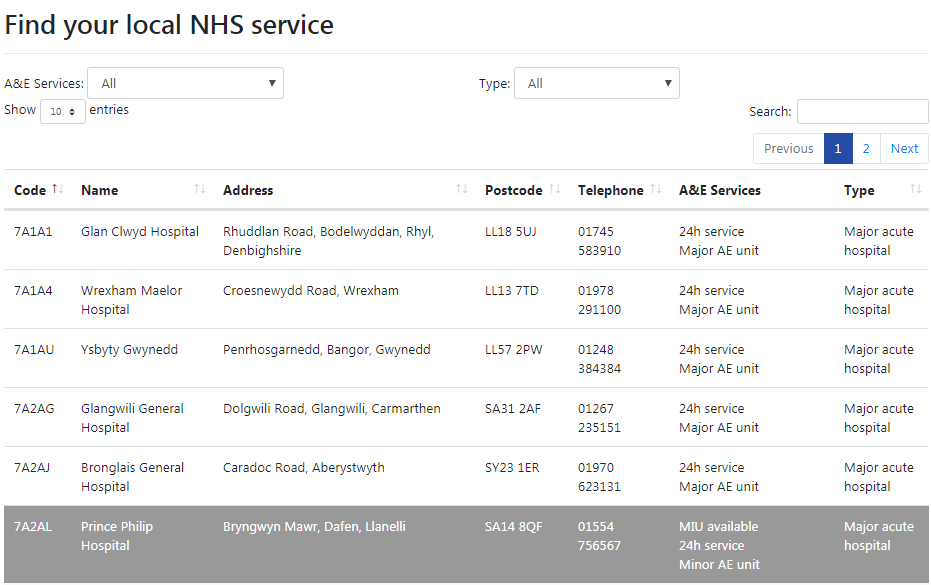 Find your local NHS service
A&E Services: All Type: All
Show 10 entries
Search:
Previous 1 2 Next
Code Name Address Postcode Telephone A&E Services Type
7A1A1 Glan Clwyd Hospital Rhuddlan Road, Bodelwyddan, Rhyl, LL18 5UJ 01745 24h service Major acute
Denbighshire 583910 Major AE unit hospital
7A1A4 Wrexham Maelor Croesnewydd Road, Wrexham LL13 7TD 01978 24h service Major acute
Hospital 291100 Major AE unit hospital
7A1AU Ysbyty Gwynedd Penrhosgarnedd, Bangor, Gwynedd LL57 2PW 01248 24h service Major acute
384384 Major AE unit hospital
7A2AG Glangwili General Dolgwili Road, Glangwili, Carmarthen SA31 2AF 01267 24h service Major acute
Hospital 235151 Major AE unit hospital
7A2AJ Bronglais General Caradoc Road, Aberystwyth SY23 1ER 01970 24h service Major acute
Hospital 623131 Major AE unit hospital
7A2AL Prince Philip Bryngwyn Mawr, Dafen, Llanelli SA14 8QF 01554 MIU available Major acute
Hospital 756567 24h service hospital
Minor AE unit